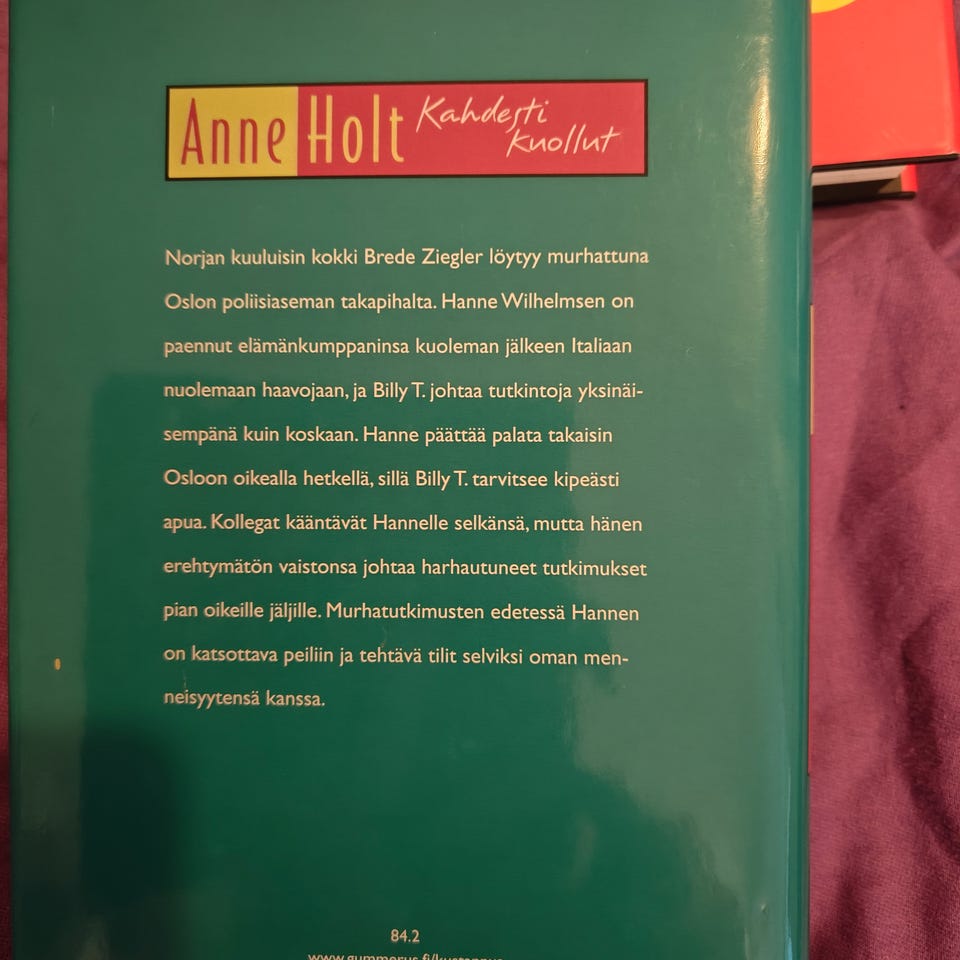 Anne Holt Kahdesti kuollut
Norjan kuuluisin kokki Brede Ziegler löytyy murhattuna
Oslon poliisiaseman takapihalta. Hanne Wilhelmsen on
paennut elämänkumppaninsa kuoleman jälkeen Italiaan
nuolemaan haavojaan, ja Billy T. johtaa tutkintoja yksinäi-
sempänä kuin koskaan. Hanne päättää palata takaisin
Osloon oikealla hetkellä, sillä Billy T. tarvitsee kipeästi
apua. Kollegat kääntävät Hannelle selkänsä, mutta hänen
erehtymätön vaistonsa johtaa harhautuneet tutkimukset
pian oikeille jäljille. Murhatutkimusten edetessä Hannen
on katsottava peiliin ja tehtävä tilit selviksi oman men-
neisyytensä kanssa.
84.2